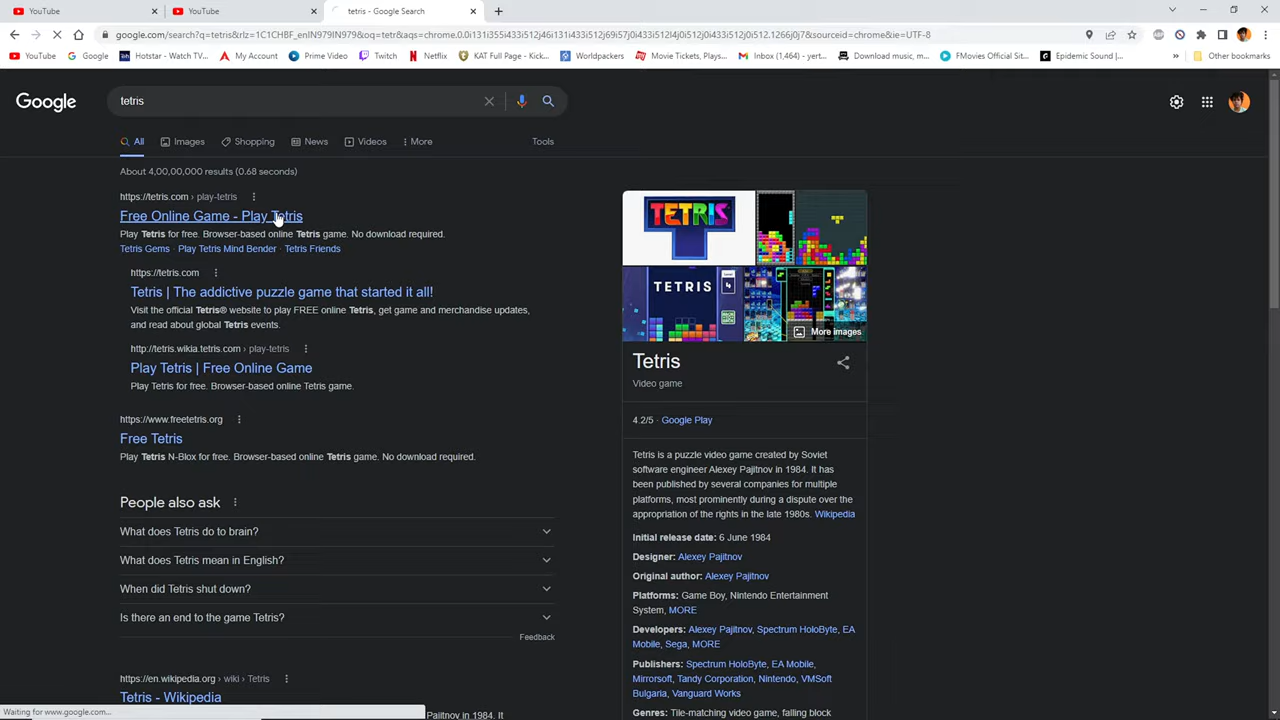 YouTube
YouTube
tetris - Google Search
google.com/search?q=tetris&rlz=1C1CHBF_enIN979IN979&oq=tetr&aqs=chrome.0.0i131i355i433i512j46i131i433i512j69i57j0i433i512l4j0i512j0i433i512j0i512.1266j0j7&sourceid=chrome&ie=UTF-8
YouTube
Google
Hotstar - Watch TV...
My Account
Prime Video
Twitch
Netflix
KAT Full Page - Kick...
Worldpackers
Movie Tickets, Plays...
Inbox (1,464) - yert...
Download music, m...
FMovies Official Sit...
Epidemic Sound |...
Other bookmarks
Google
tetris
All
Images
Shopping
News
Videos
More
Tools
About 4,00,00,000 results (0.68 seconds)
https://tetris.com › play-tetris
Free Online Game - Play Tetris
Play Tetris for free. Browser-based online Tetris game. No download required.
Tetris Gems · Play Tetris Mind Bender · Tetris Friends
https://tetris.com
Tetris | The addictive puzzle game that started it all!
Visit the official Tetris® website to play FREE online Tetris, get game and merchandise updates,
and read about global Tetris events.
http://tetris.wikia.tetris.com › play-tetris
Play Tetris | Free Online Game
Play Tetris for free. Browser-based online Tetris game.
https://www.freetetris.org
Free Tetris
Play Tetris N-Blox for free. Browser-based online Tetris game. No download required.
People also ask
What does Tetris do to brain?
What does Tetris mean in English?
When did Tetris shut down?
Is there an end to the game Tetris?
Feedback
https://en.wikipedia.org › wiki › Tetris
Tetris - Wikipedia
Pajitnov in 1984. It
Waiting for www.google.com...
TETRIS
TETRIS
More images
Tetris
Video game
4.2/5 · Google Play
Tetris is a puzzle video game created by Soviet
software engineer Alexey Pajitnov in 1984. It has
been published by several companies for multiple
platforms, most prominently during a dispute over the
appropriation of the rights in the late 1980s. Wikipedia
Initial release date: 6 June 1984
Designer: Alexey Pajitnov
Original author: Alexey Pajitnov
Platforms: Game Boy, Nintendo Entertainment
System, MORE
Developers: Alexey Pajitnov, Spectrum HoloByte, EA
Mobile, Sega, MORE
Publishers: Spectrum HoloByte, EA Mobile,
Mirrorsoft, Tandy Corporation, Nintendo, VMSoft
Bulgaria, Vanguard Works
Genres: Tile-matching video game, falling block